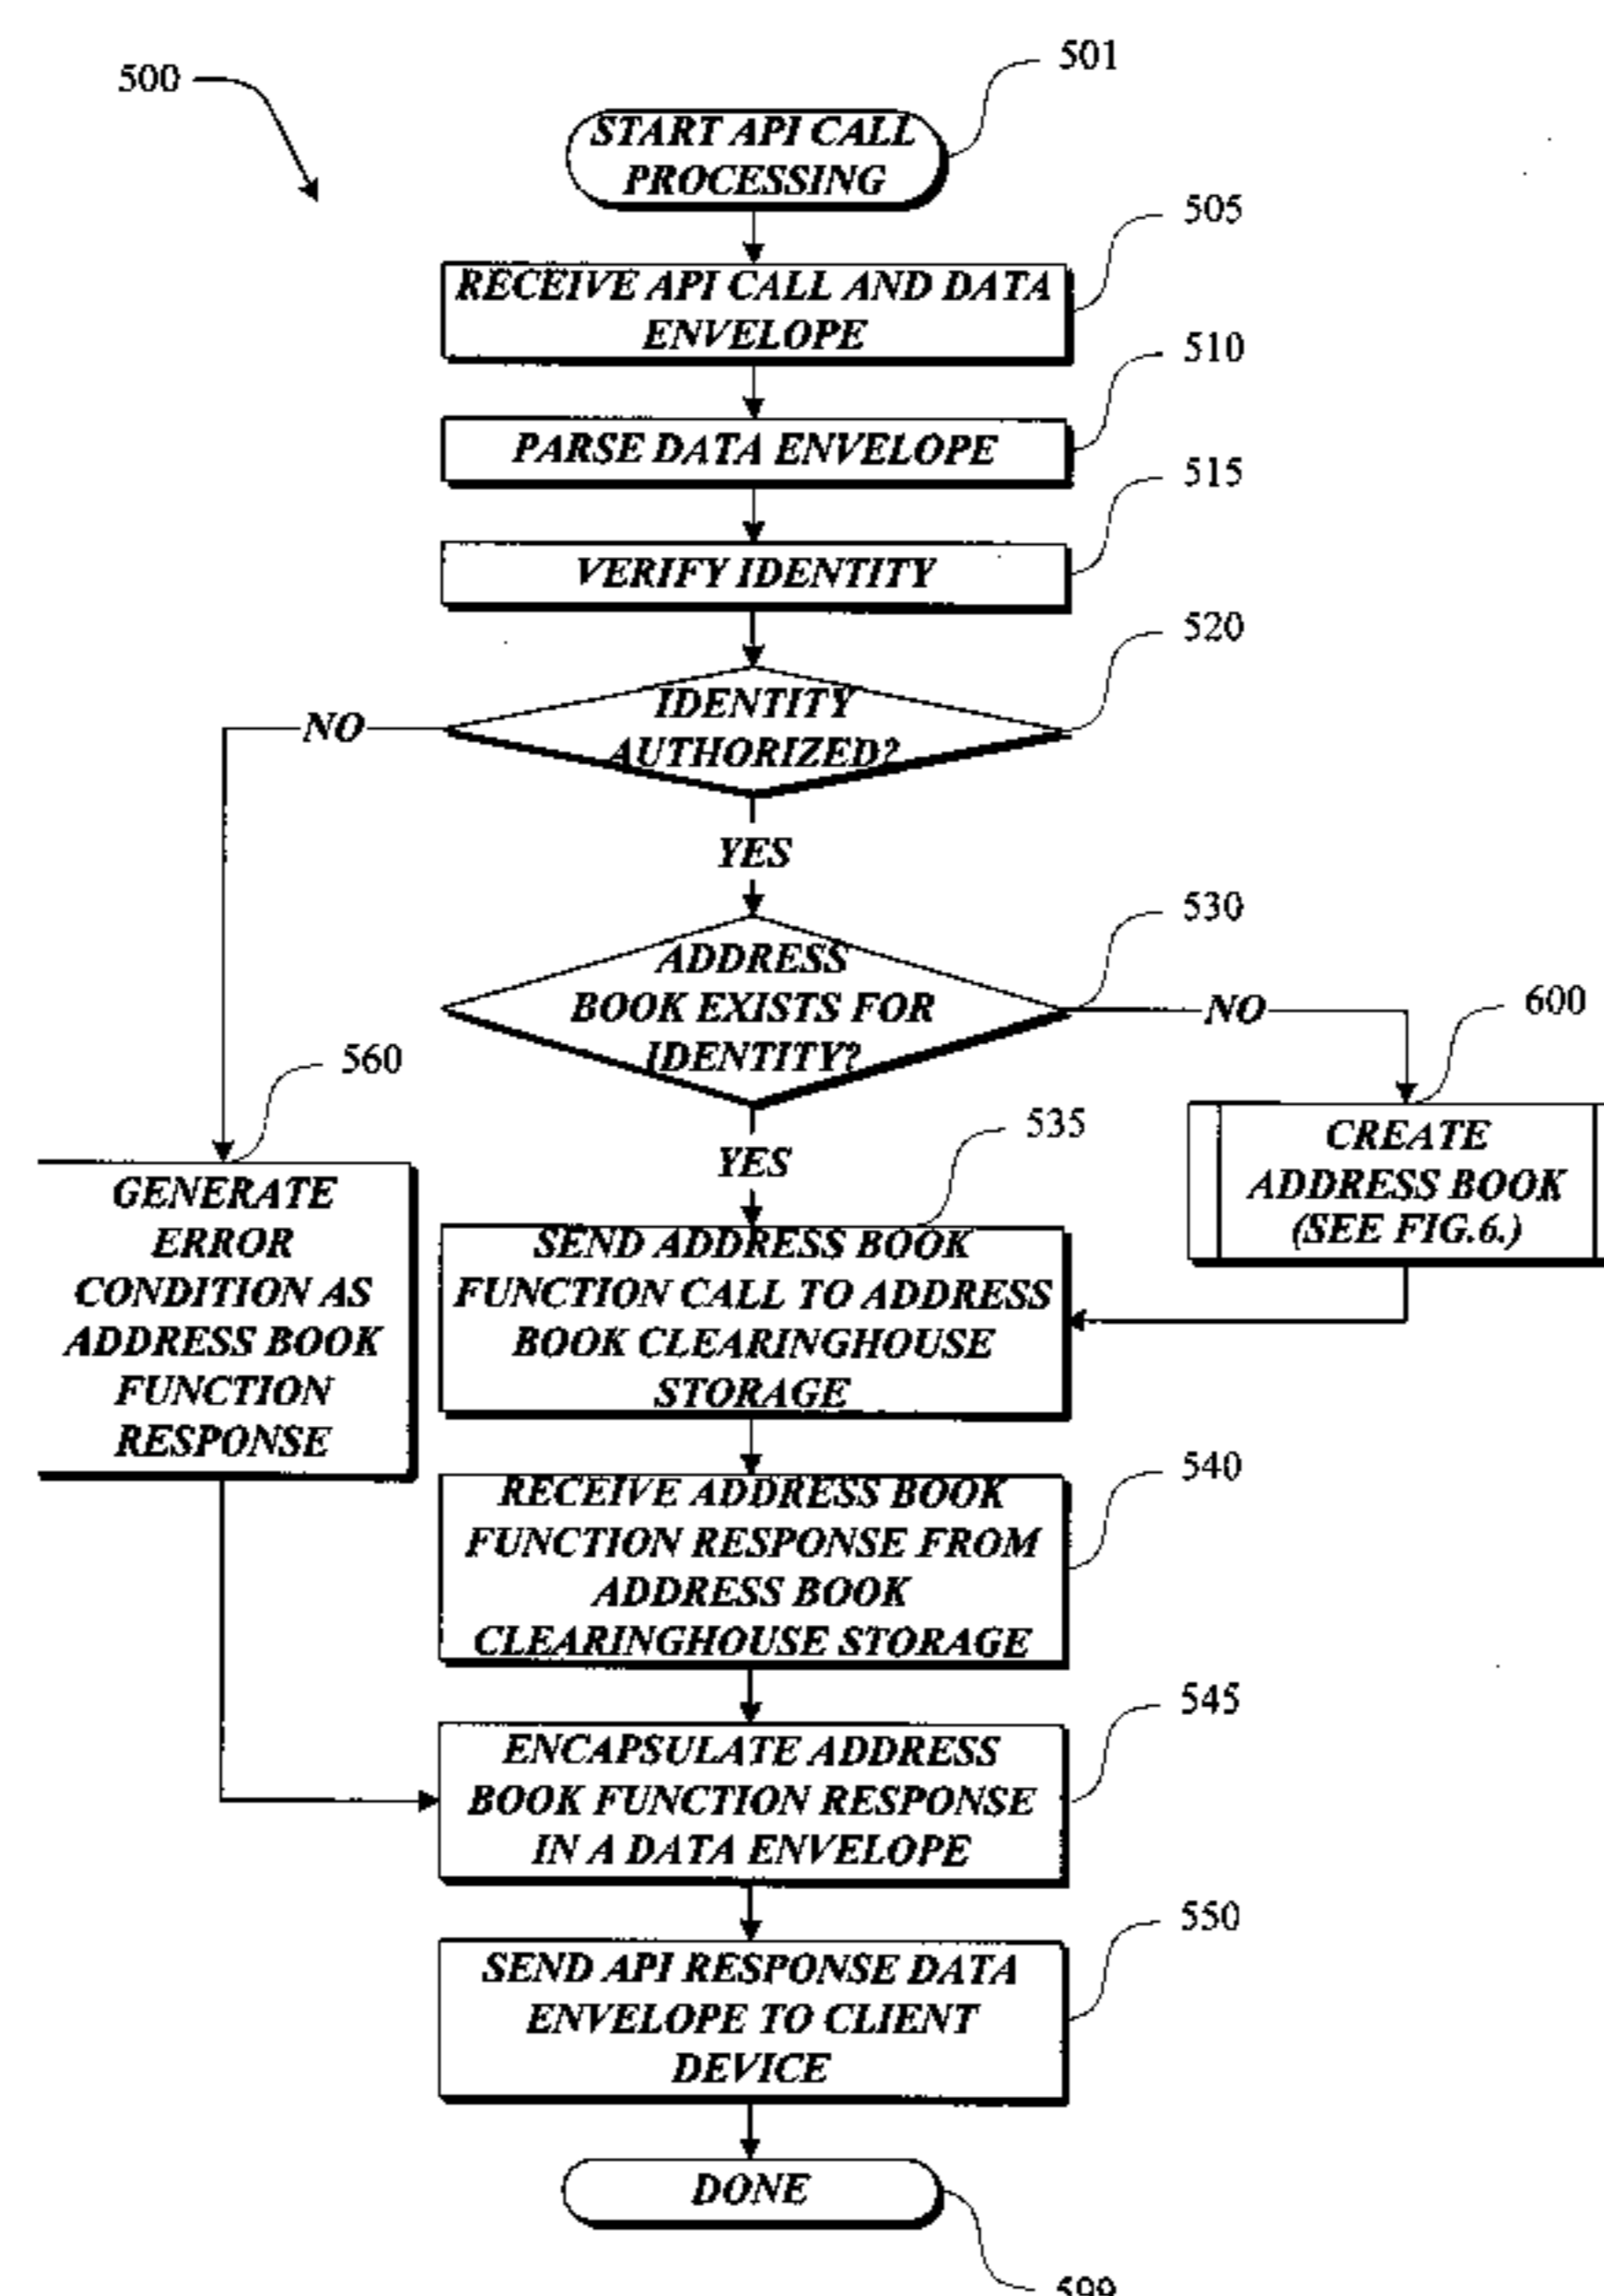 500
501
START API CALL
PROCESSING
505
RECEIVE API CALL AND DATA
ENVELOPE
510
PARSE DATA ENVELOPE
515
VERIFY IDENTITY
520
IDENTITY
AUTHORIZED?
NO
YES
530
ADDRESS
BOOK EXISTS FOR
IDENTITY?
NO
600
CREATE
ADDRESS BOOK
(SEE FIG.6.)
560
GENERATE
ERROR
CONDITION AS
ADDRESS BOOK
FUNCTION
RESPONSE
YES
535
SEND ADDRESS BOOK
FUNCTION CALL TO ADDRESS
BOOK CLEARINGHOUSE
STORAGE
540
RECEIVE ADDRESS BOOK
FUNCTION RESPONSE FROM
ADDRESS BOOK
CLEARINGHOUSE STORAGE
545
ENCAPSULATE ADDRESS
BOOK FUNCTION RESPONSE
IN A DATA ENVELOPE
550
SEND API RESPONSE DATA
ENVELOPE TO CLIENT
DEVICE
DONE
599